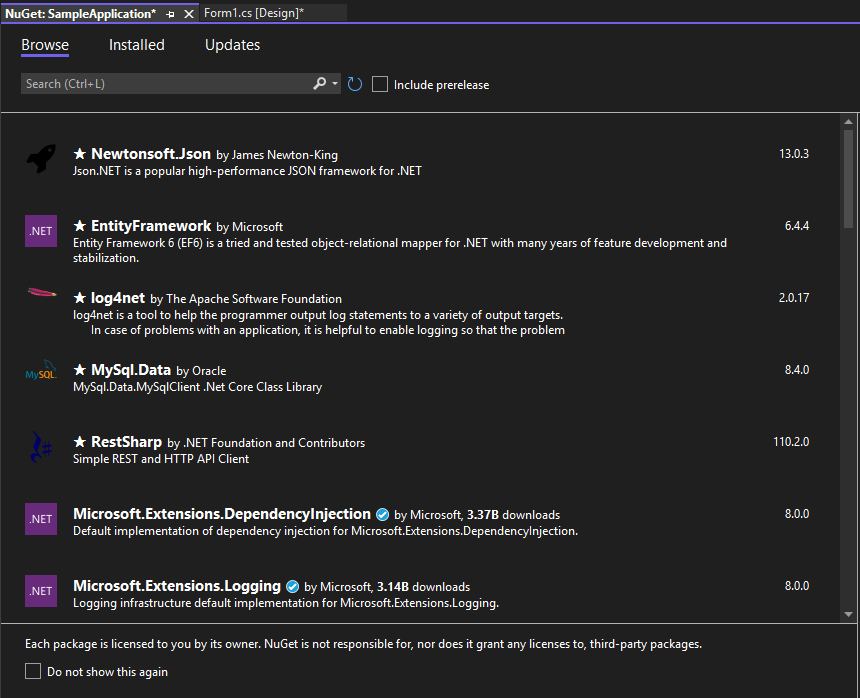 NuGet: SampleApplication* Form1.cs [Design]*
Browse Installed Updates
Search (Ctrl+L) Include prerelease
★ Newtonsoft.Json by James Newton-King 13.0.3
Json.NET is a popular high-performance JSON framework for .NET
.NET ★ EntityFramework by Microsoft 6.4.4
Entity Framework 6 (EF6) is a tried and tested object-relational mapper for .NET with many years of feature development and
stabilization.
★ log4net by The Apache Software Foundation 2.0.17
log4net is a tool to help the programmer output log statements to a variety of output targets.
In case of problems with an application, it is helpful to enable logging so that the problem
MySQL ★ MySql.Data by Oracle 8.4.0
MySql.Data.MySqlClient .Net Core Class Library
★ RestSharp by .NET Foundation and Contributors 110.2.0
Simple REST and HTTP API Client
.NET Microsoft.Extensions.DependencyInjection by Microsoft, 3.37B downloads 8.0.0
Default implementation of dependency injection for Microsoft.Extensions.DependencyInjection.
.NET Microsoft.Extensions.Logging by Microsoft, 3.14B downloads 8.0.0
Logging infrastructure default implementation for Microsoft.Extensions.Logging.
Each package is licensed to you by its owner. NuGet is not responsible for, nor does it grant any licenses to, third-party packages.
Do not show this again